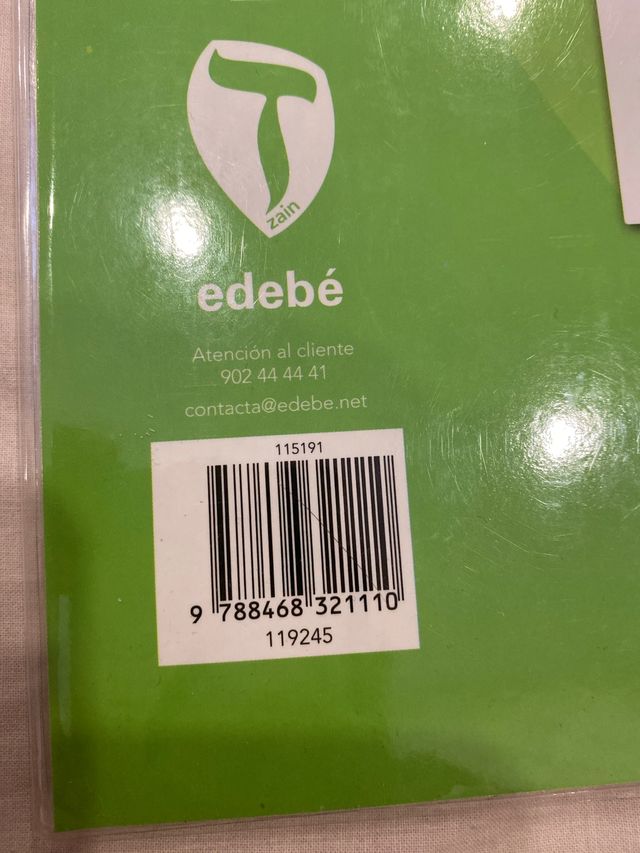 zain
edebé
Atención al cliente
902 44 44 41
contacta@edebe.net
115191
9 788468 321110
119245